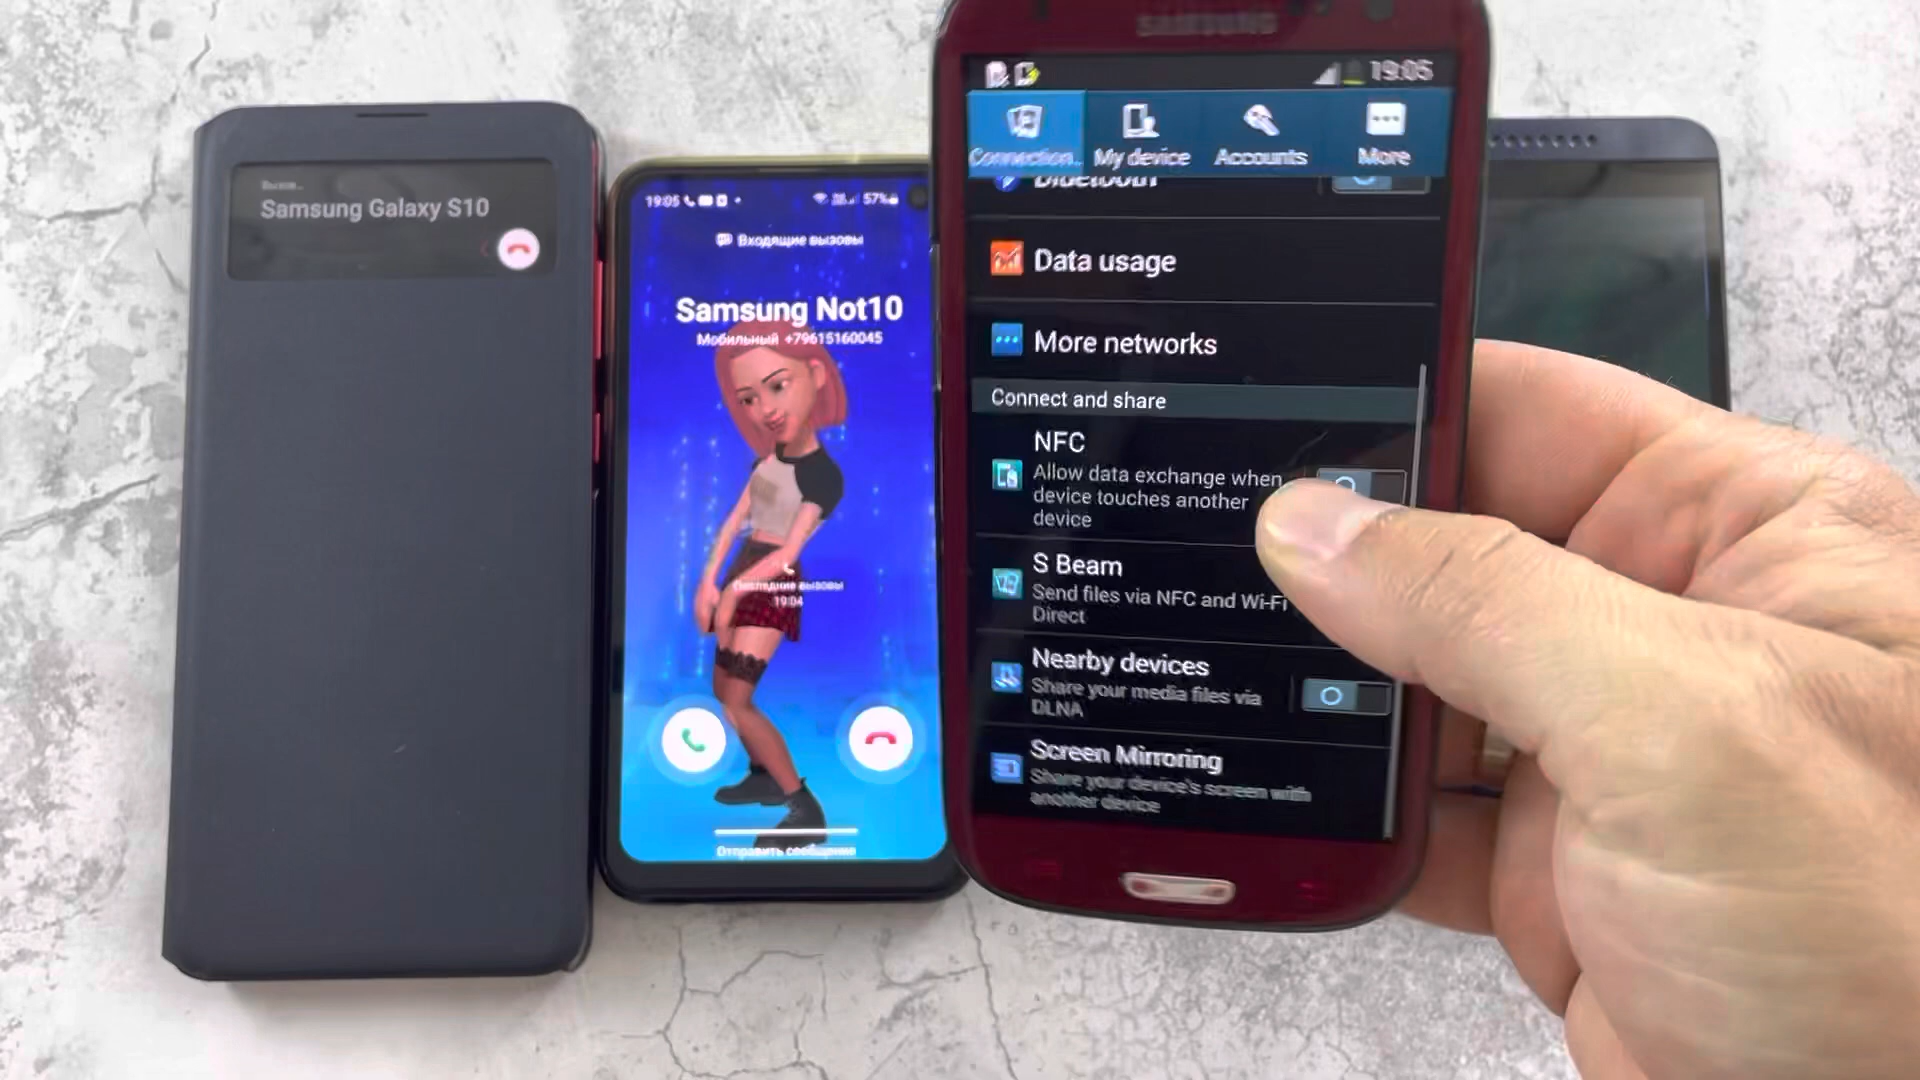 Вызов...
Samsung Galaxy S10
19:05
57%
Входящие вызовы
Samsung Not10
Мобильный +79615160045
Последние вызовы
19:04
Отправить сообщение
SAMSUNG
19:05
Connection..
My device
Accounts
More
Bluetooth
Data usage
More networks
Connect and share
NFC
Allow data exchange when
device touches another
device
S Beam
Send files via NFC and Wi-Fi
Direct
Nearby devices
Share your media files via
DLNA
Screen Mirroring
Share your device's screen with
another device